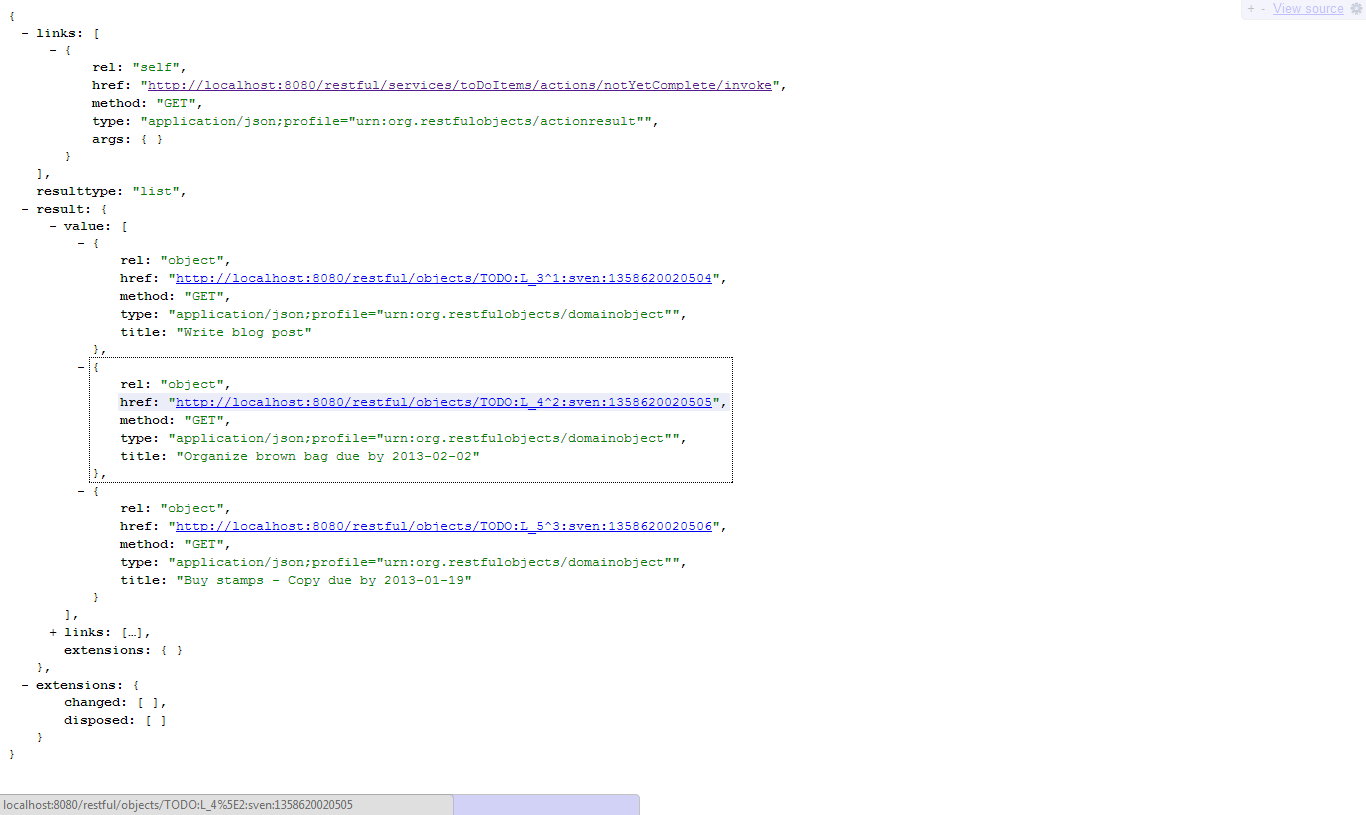 + - View source
{
- links: [
- {
rel: "self",
href: "http://localhost:8080/restful/services/toDoItems/actions/notYetComplete/invoke",
method: "GET",
type: "application/json;profile="urn:org.restfulobjects/actionresult"",
args: { }
}
],
resulttype: "list",
- result: {
- value: [
- {
rel: "object",
href: "http://localhost:8080/restful/objects/TODO:L_3^1:sven:1358620020504",
method: "GET",
type: "application/json;profile="urn:org.restfulobjects/domainobject"",
title: "Write blog post"
},
- {
rel: "object",
href: "http://localhost:8080/restful/objects/TODO:L_4^2:sven:1358620020505",
method: "GET",
type: "application/json;profile="urn:org.restfulobjects/domainobject"",
title: "Organize brown bag due by 2013-02-02"
},
- {
rel: "object",
href: "http://localhost:8080/restful/objects/TODO:L_5^3:sven:1358620020506",
method: "GET",
type: "application/json;profile="urn:org.restfulobjects/domainobject"",
title: "Buy stamps - Copy due by 2013-01-19"
}
],
+ links: […],
extensions: { }
},
- extensions: {
changed: [ ],
disposed: [ ]
}
}
localhost:8080/restful/objects/TODO:L_4%5E2:sven:1358620020505